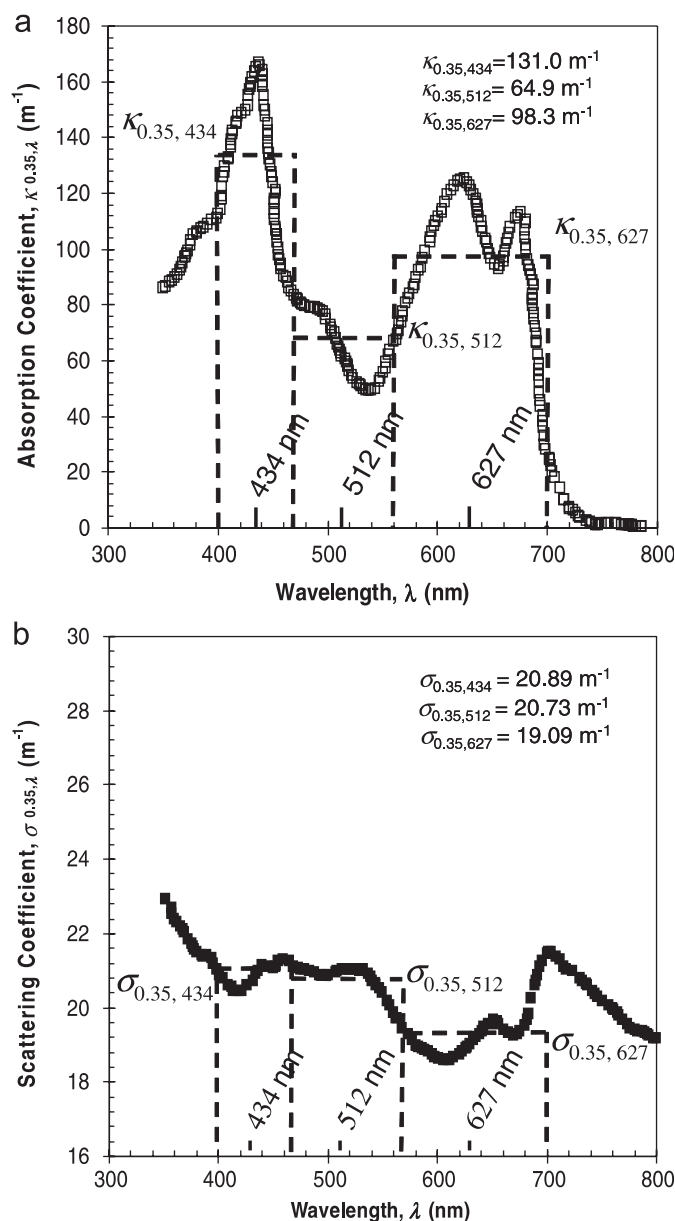 a
180
160
140
120
100
80
60
40
20
0
Absorption Coefficient, κ 0.35,λ (m⁻¹)
κ0.35,434=131.0 m⁻¹
κ0.35,512=64.9 m⁻¹
κ0.35,627=98.3 m⁻¹
κ0.35, 434
κ0.35, 627
κ0.35, 512
434 nm
512 nm
627 nm
300 400 500 600 700 800
Wavelength, λ (nm)
b
30
28
26
24
22
20
18
16
Scattering Coefficient, σ 0.35,λ (m⁻¹)
σ0.35,434 = 20.89 m⁻¹
σ0.35,512 = 20.73 m⁻¹
σ0.35,627 = 19.09 m⁻¹
σ0.35, 434
σ0.35, 512
σ0.35, 627
434 nm
512 nm
627 nm
300 400 500 600 700 800
Wavelength, λ (nm)